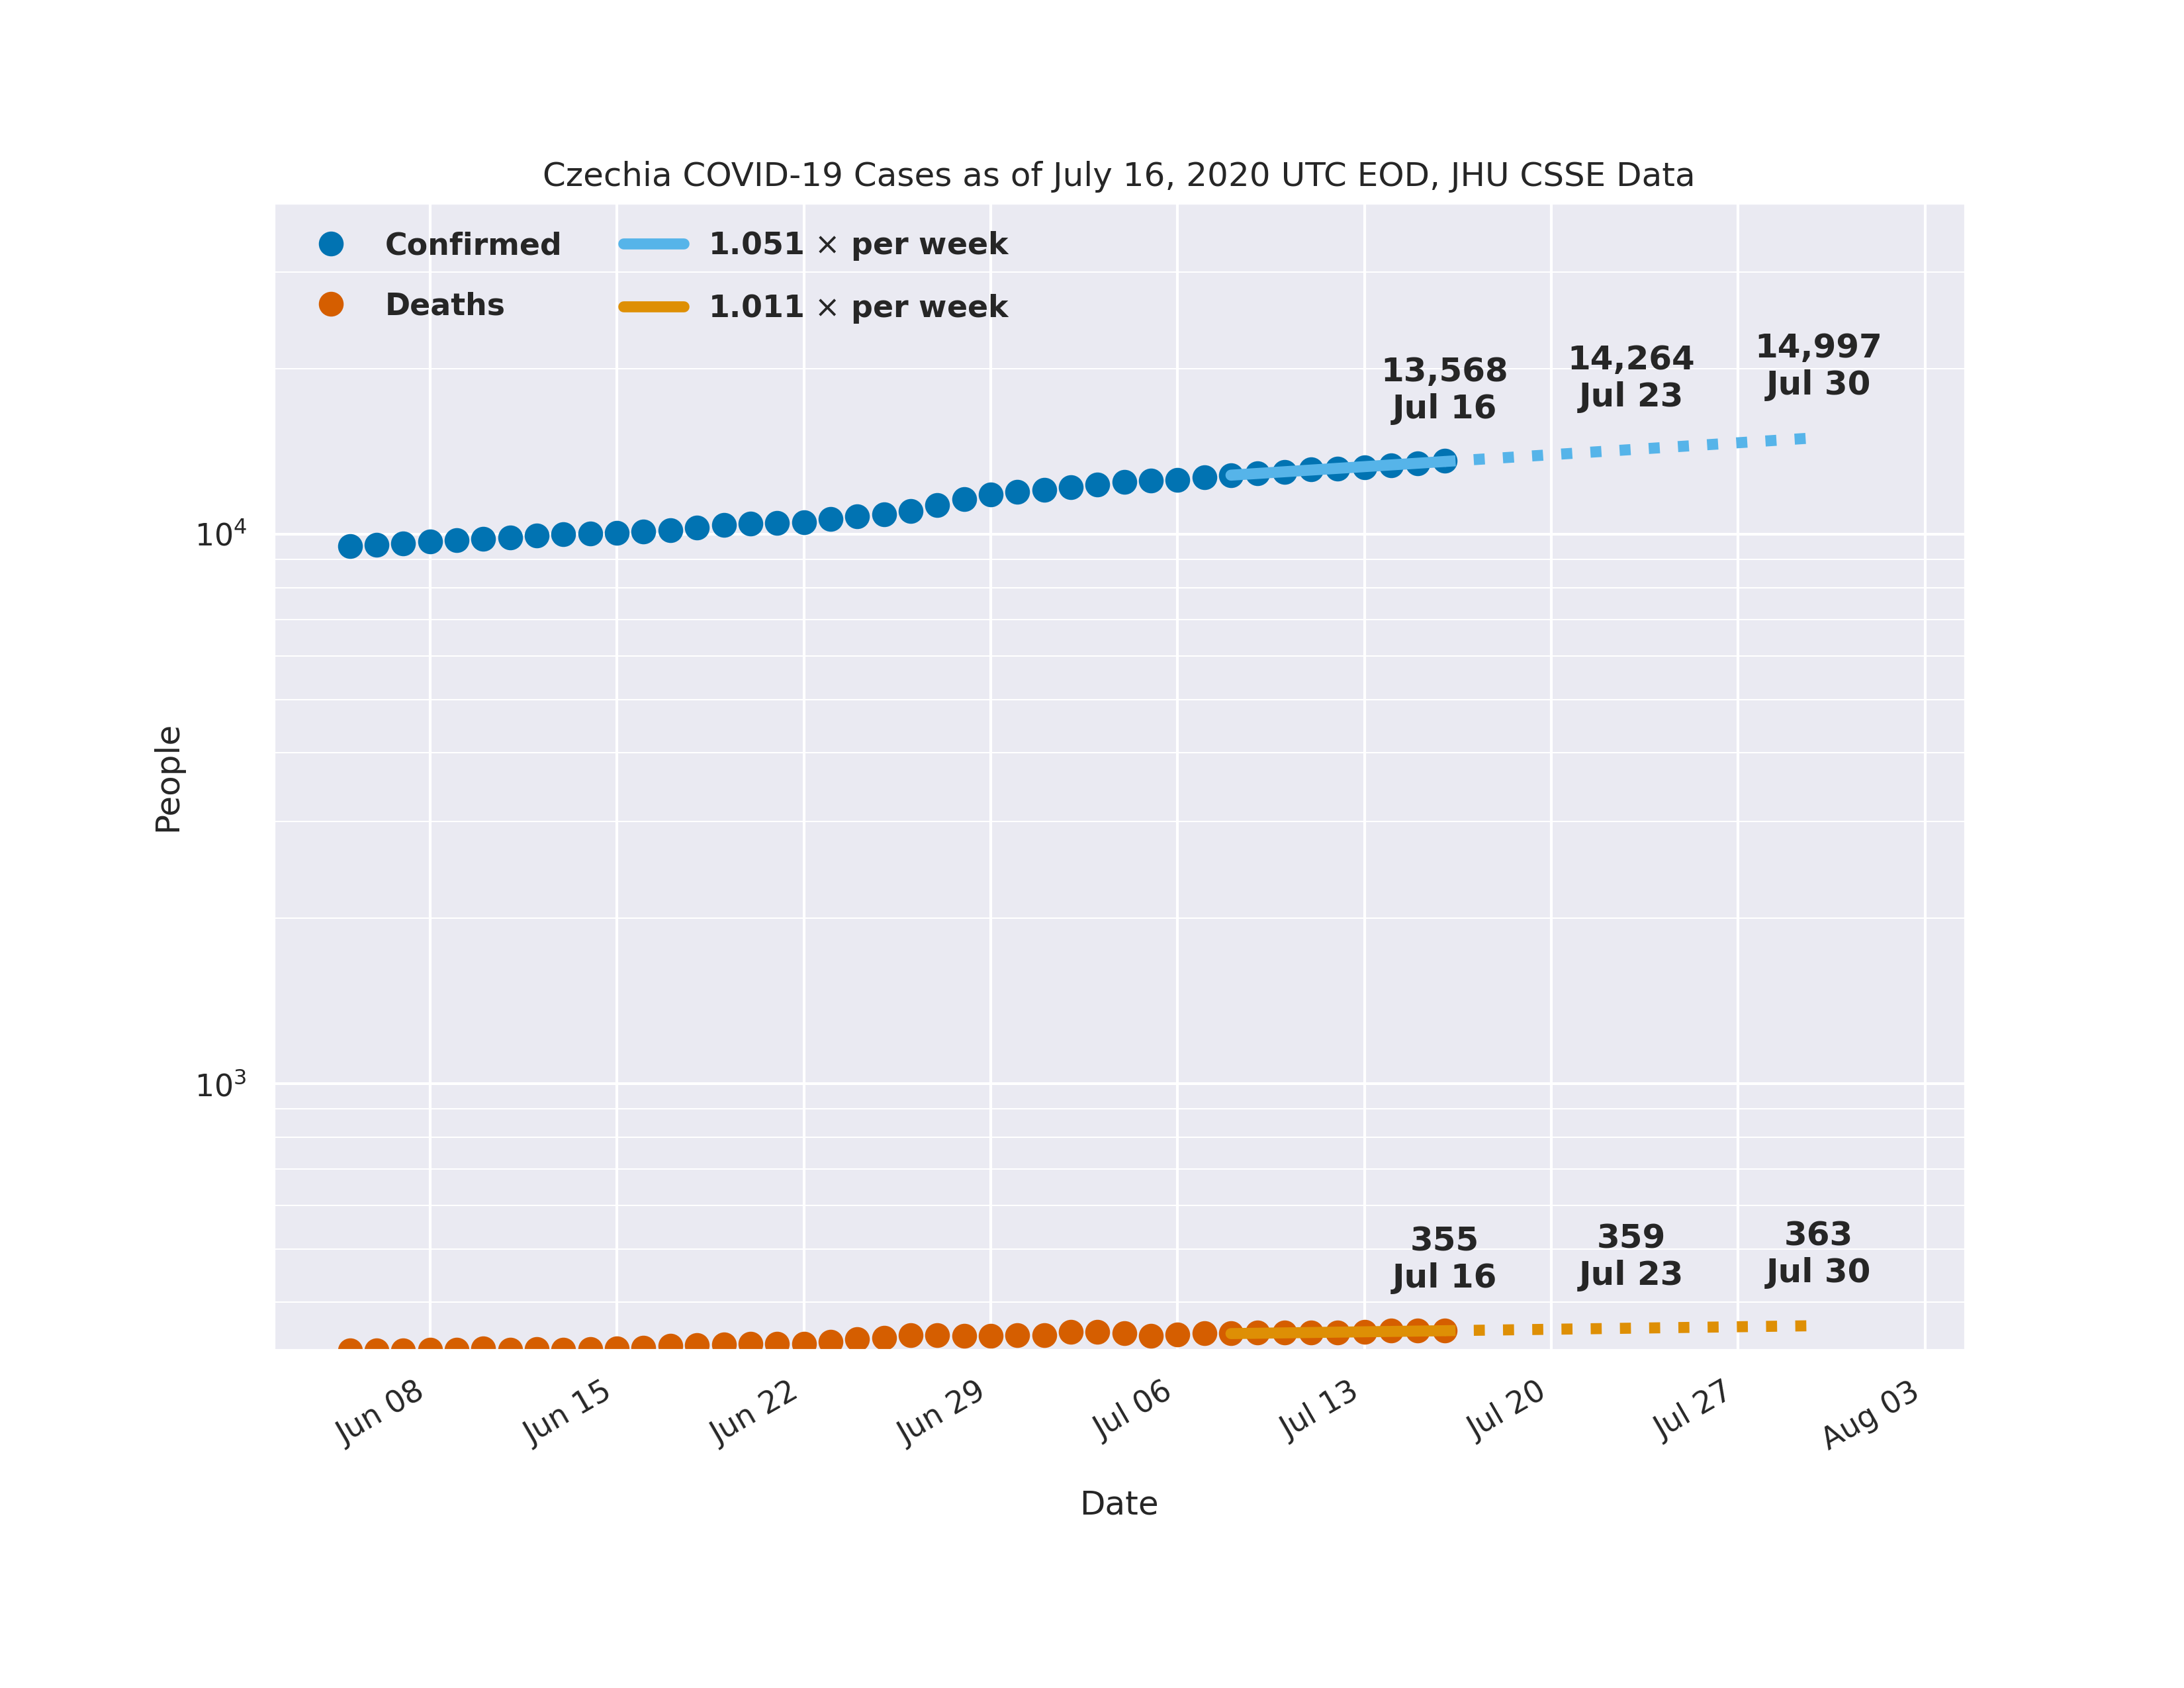 Czechia COVID-19 Cases as of July 16, 2020 UTC EOD, JHU CSSE Data
Confirmed
Deaths
1.051 × per week
1.011 × per week
13,568
Jul 16
14,264
Jul 23
14,997
Jul 30
10⁴
10³
People
355
Jul 16
359
Jul 23
363
Jul 30
Jun 08
Jun 15
Jun 22
Jun 29
Jul 06
Jul 13
Jul 20
Jul 27
Aug 03
Date